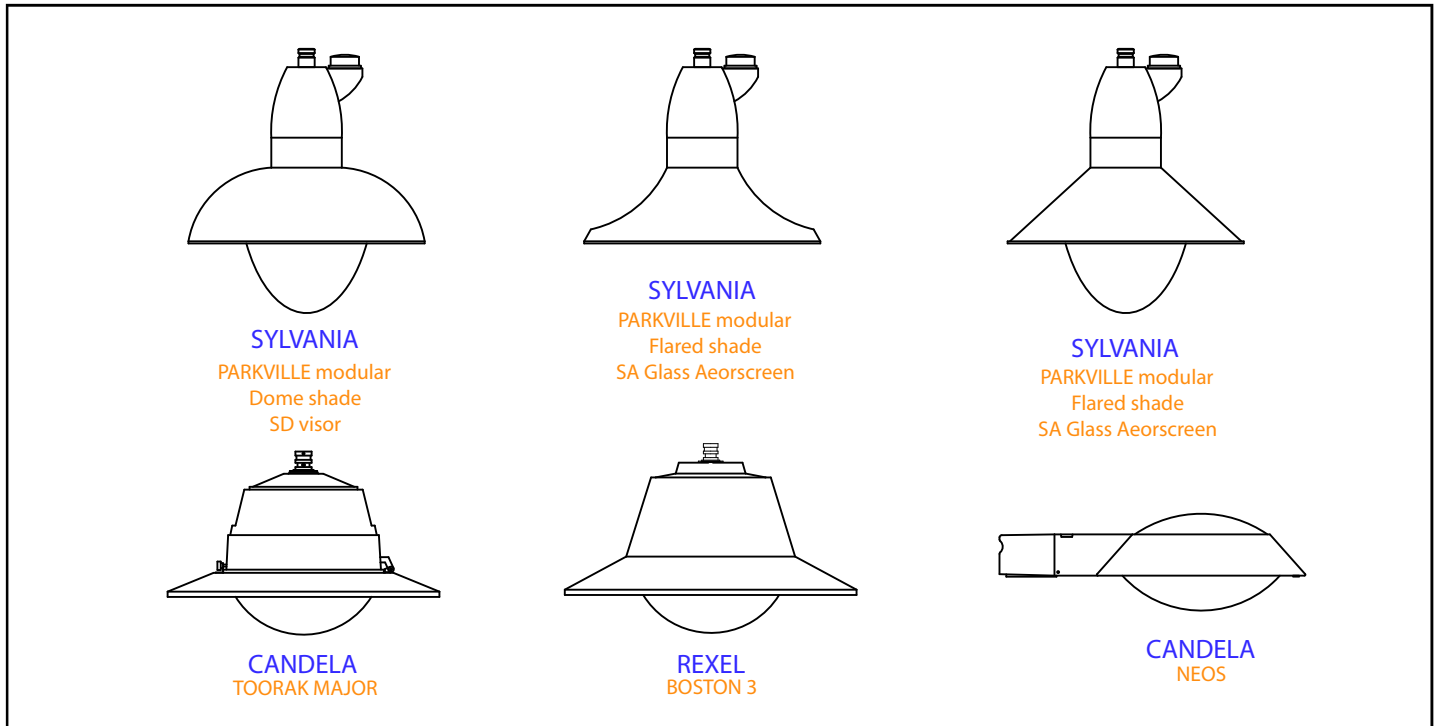 SYLVANIA
PARKVILLE modular
Dome shade
SD visor
SYLVANIA
PARKVILLE modular
Flared shade
SA Glass Aeorscreen
SYLVANIA
PARKVILLE modular
Flared shade
SA Glass Aeorscreen
CANDELA
TOORAK MAJOR
REXEL
BOSTON 3
CANDELA
NEOS